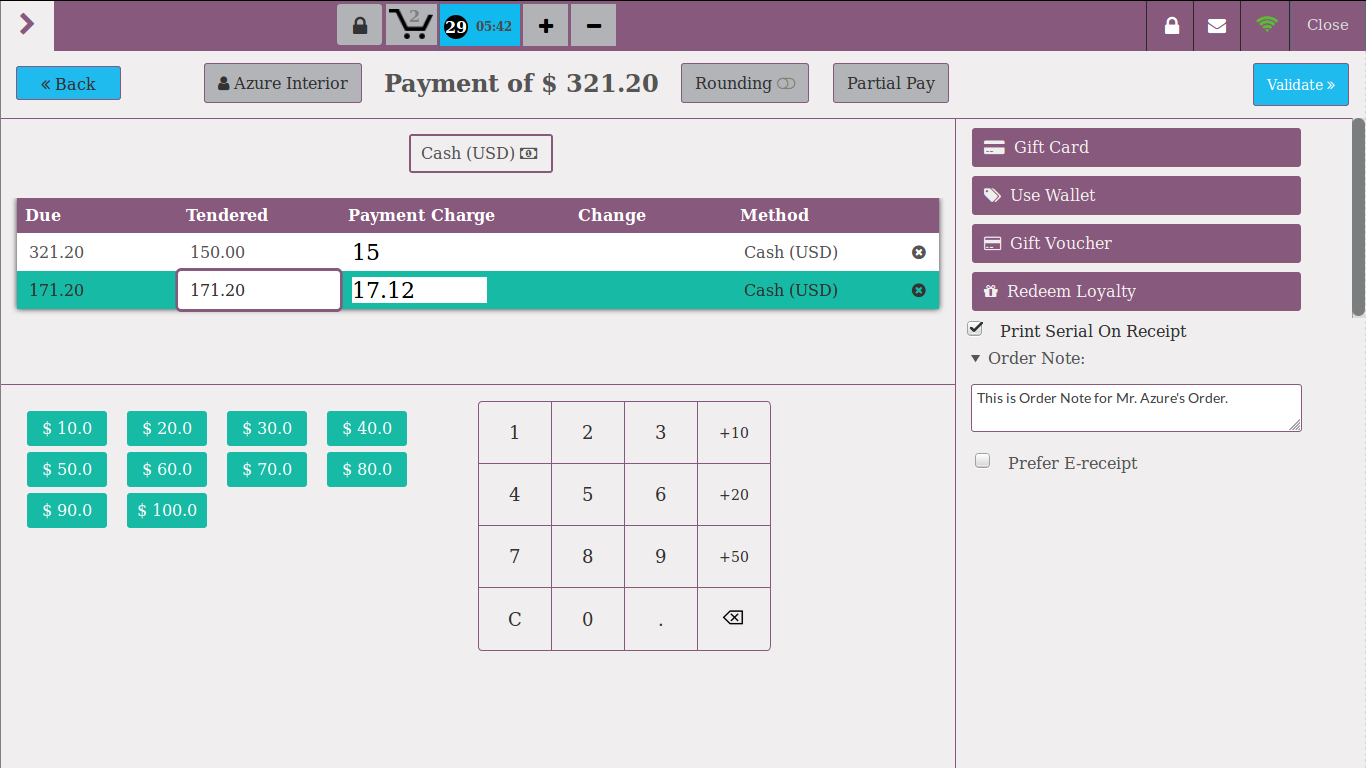 2
29 05:42
Close
« Back
Azure Interior
Payment of $ 321.20
Rounding
Partial Pay
Validate »
Cash (USD)
Due Tendered Payment Charge Change Method
321.20 150.00 15 Cash (USD)
171.20 171.20 17.12 Cash (USD)
$ 10.0 $ 20.0 $ 30.0 $ 40.0
$ 50.0 $ 60.0 $ 70.0 $ 80.0
$ 90.0 $ 100.0
1 2 3 +10
4 5 6 +20
7 8 9 +50
C 0 .
Gift Card
Use Wallet
Gift Voucher
Redeem Loyalty
Print Serial On Receipt
Order Note:
This is Order Note for Mr. Azure's Order.
Prefer E-receipt